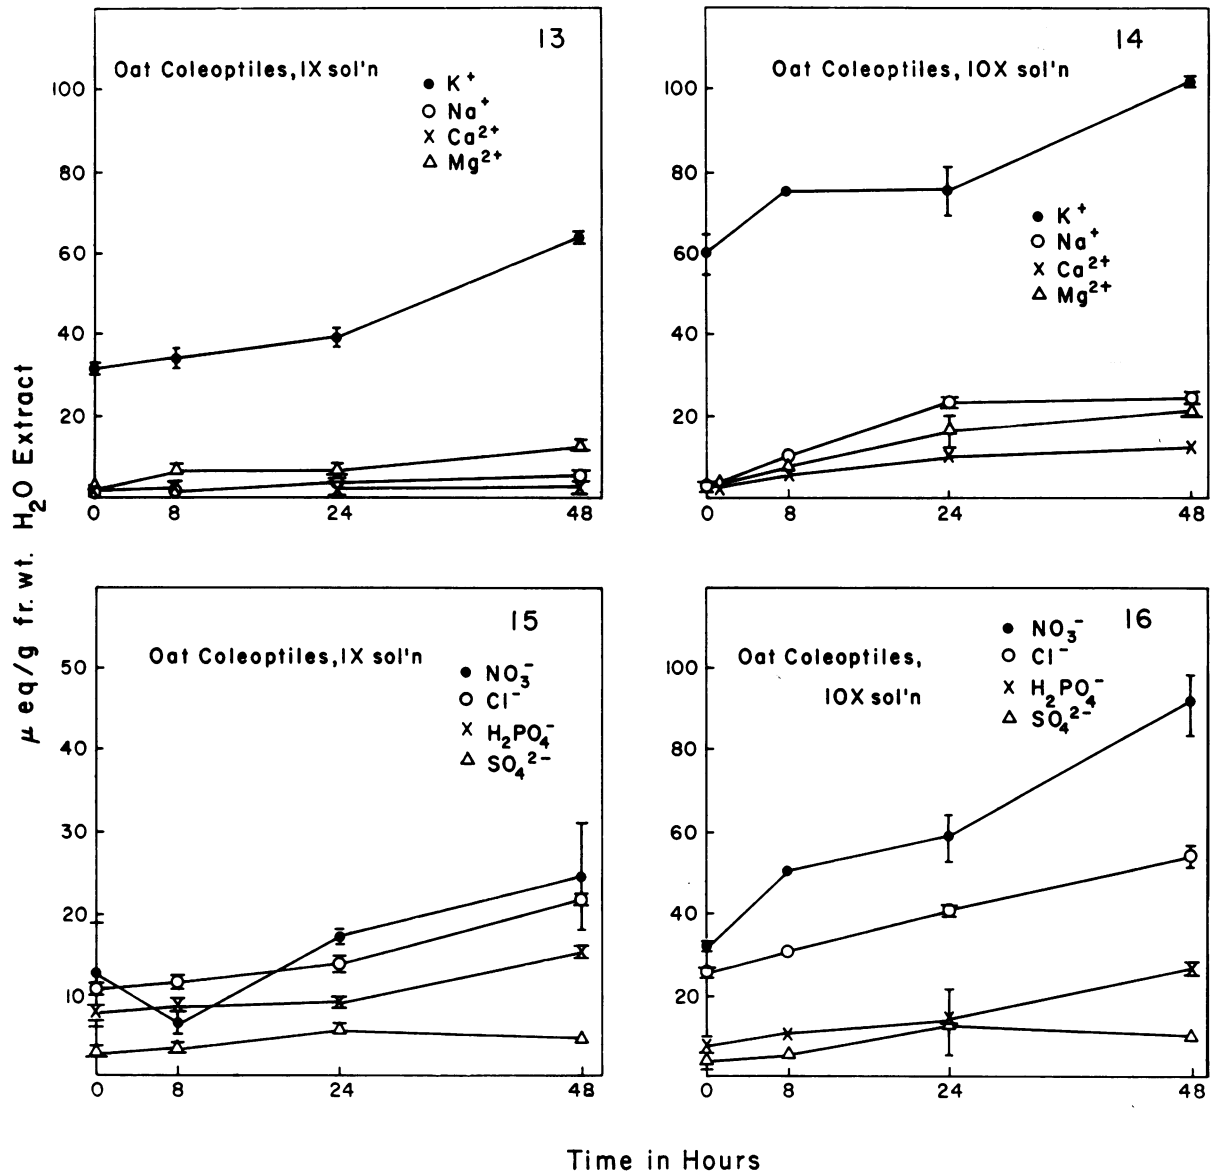 13
Oat Coleoptiles, 1X sol'n
K+
Na+
Ca2+
Mg2+
100
80
60
40
20
0 8 24 48
14
Oat Coleoptiles, 10X sol'n
K+
Na+
Ca2+
Mg2+
100
80
60
40
20
0 8 24 48
μ eq/g fr. wt. H2O Extract
15
Oat Coleoptiles, 1X sol'n
NO3-
Cl-
H2PO4-
SO42-
50
40
30
20
10
0 8 24 48
16
Oat Coleoptiles,
10X sol'n
NO3-
Cl-
H2PO4-
SO42-
100
80
60
40
20
0 8 24 48
Time in Hours